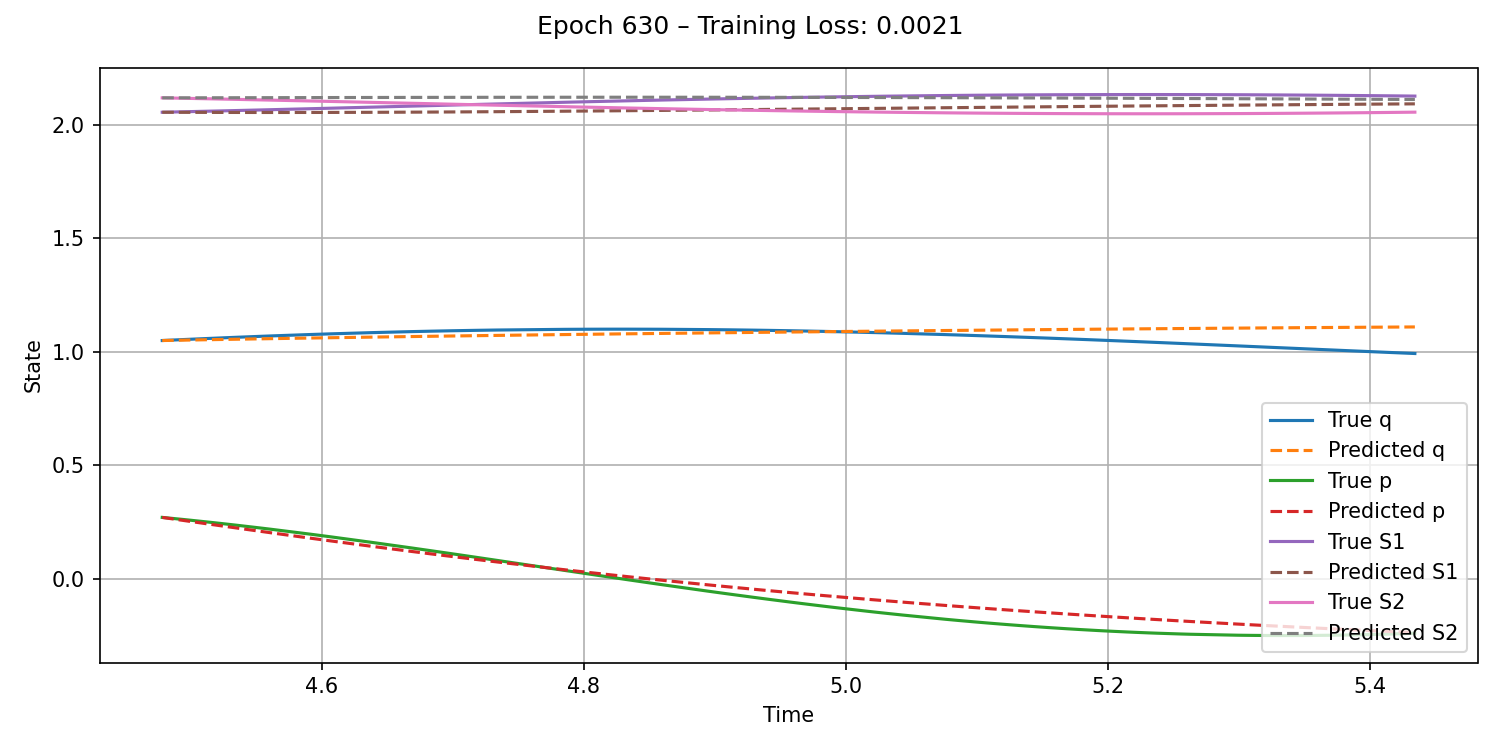 Epoch 630 – Training Loss: 0.0021
2.0
1.5
1.0
0.5
0.0
State
4.6
4.8
5.0
5.2
5.4
Time
True q
Predicted q
True p
Predicted p
True S1
Predicted S1
True S2
Predicted S2